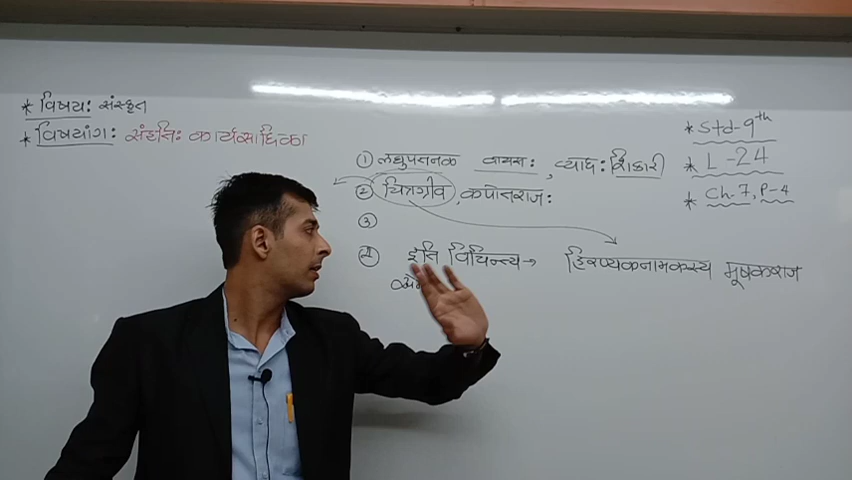 * विषय: संस्कृत
* विषयांग: संहति: कार्यसाधिका
* Std-9th
* L-24
* Ch.7, P-4
① लघुपतनक वायस: , व्याध: शिकारी
② चित्रग्रीव , कपोतराज:
③
④ इति विचिन्त्य → हिरण्यकनामकस्य मूषकराज